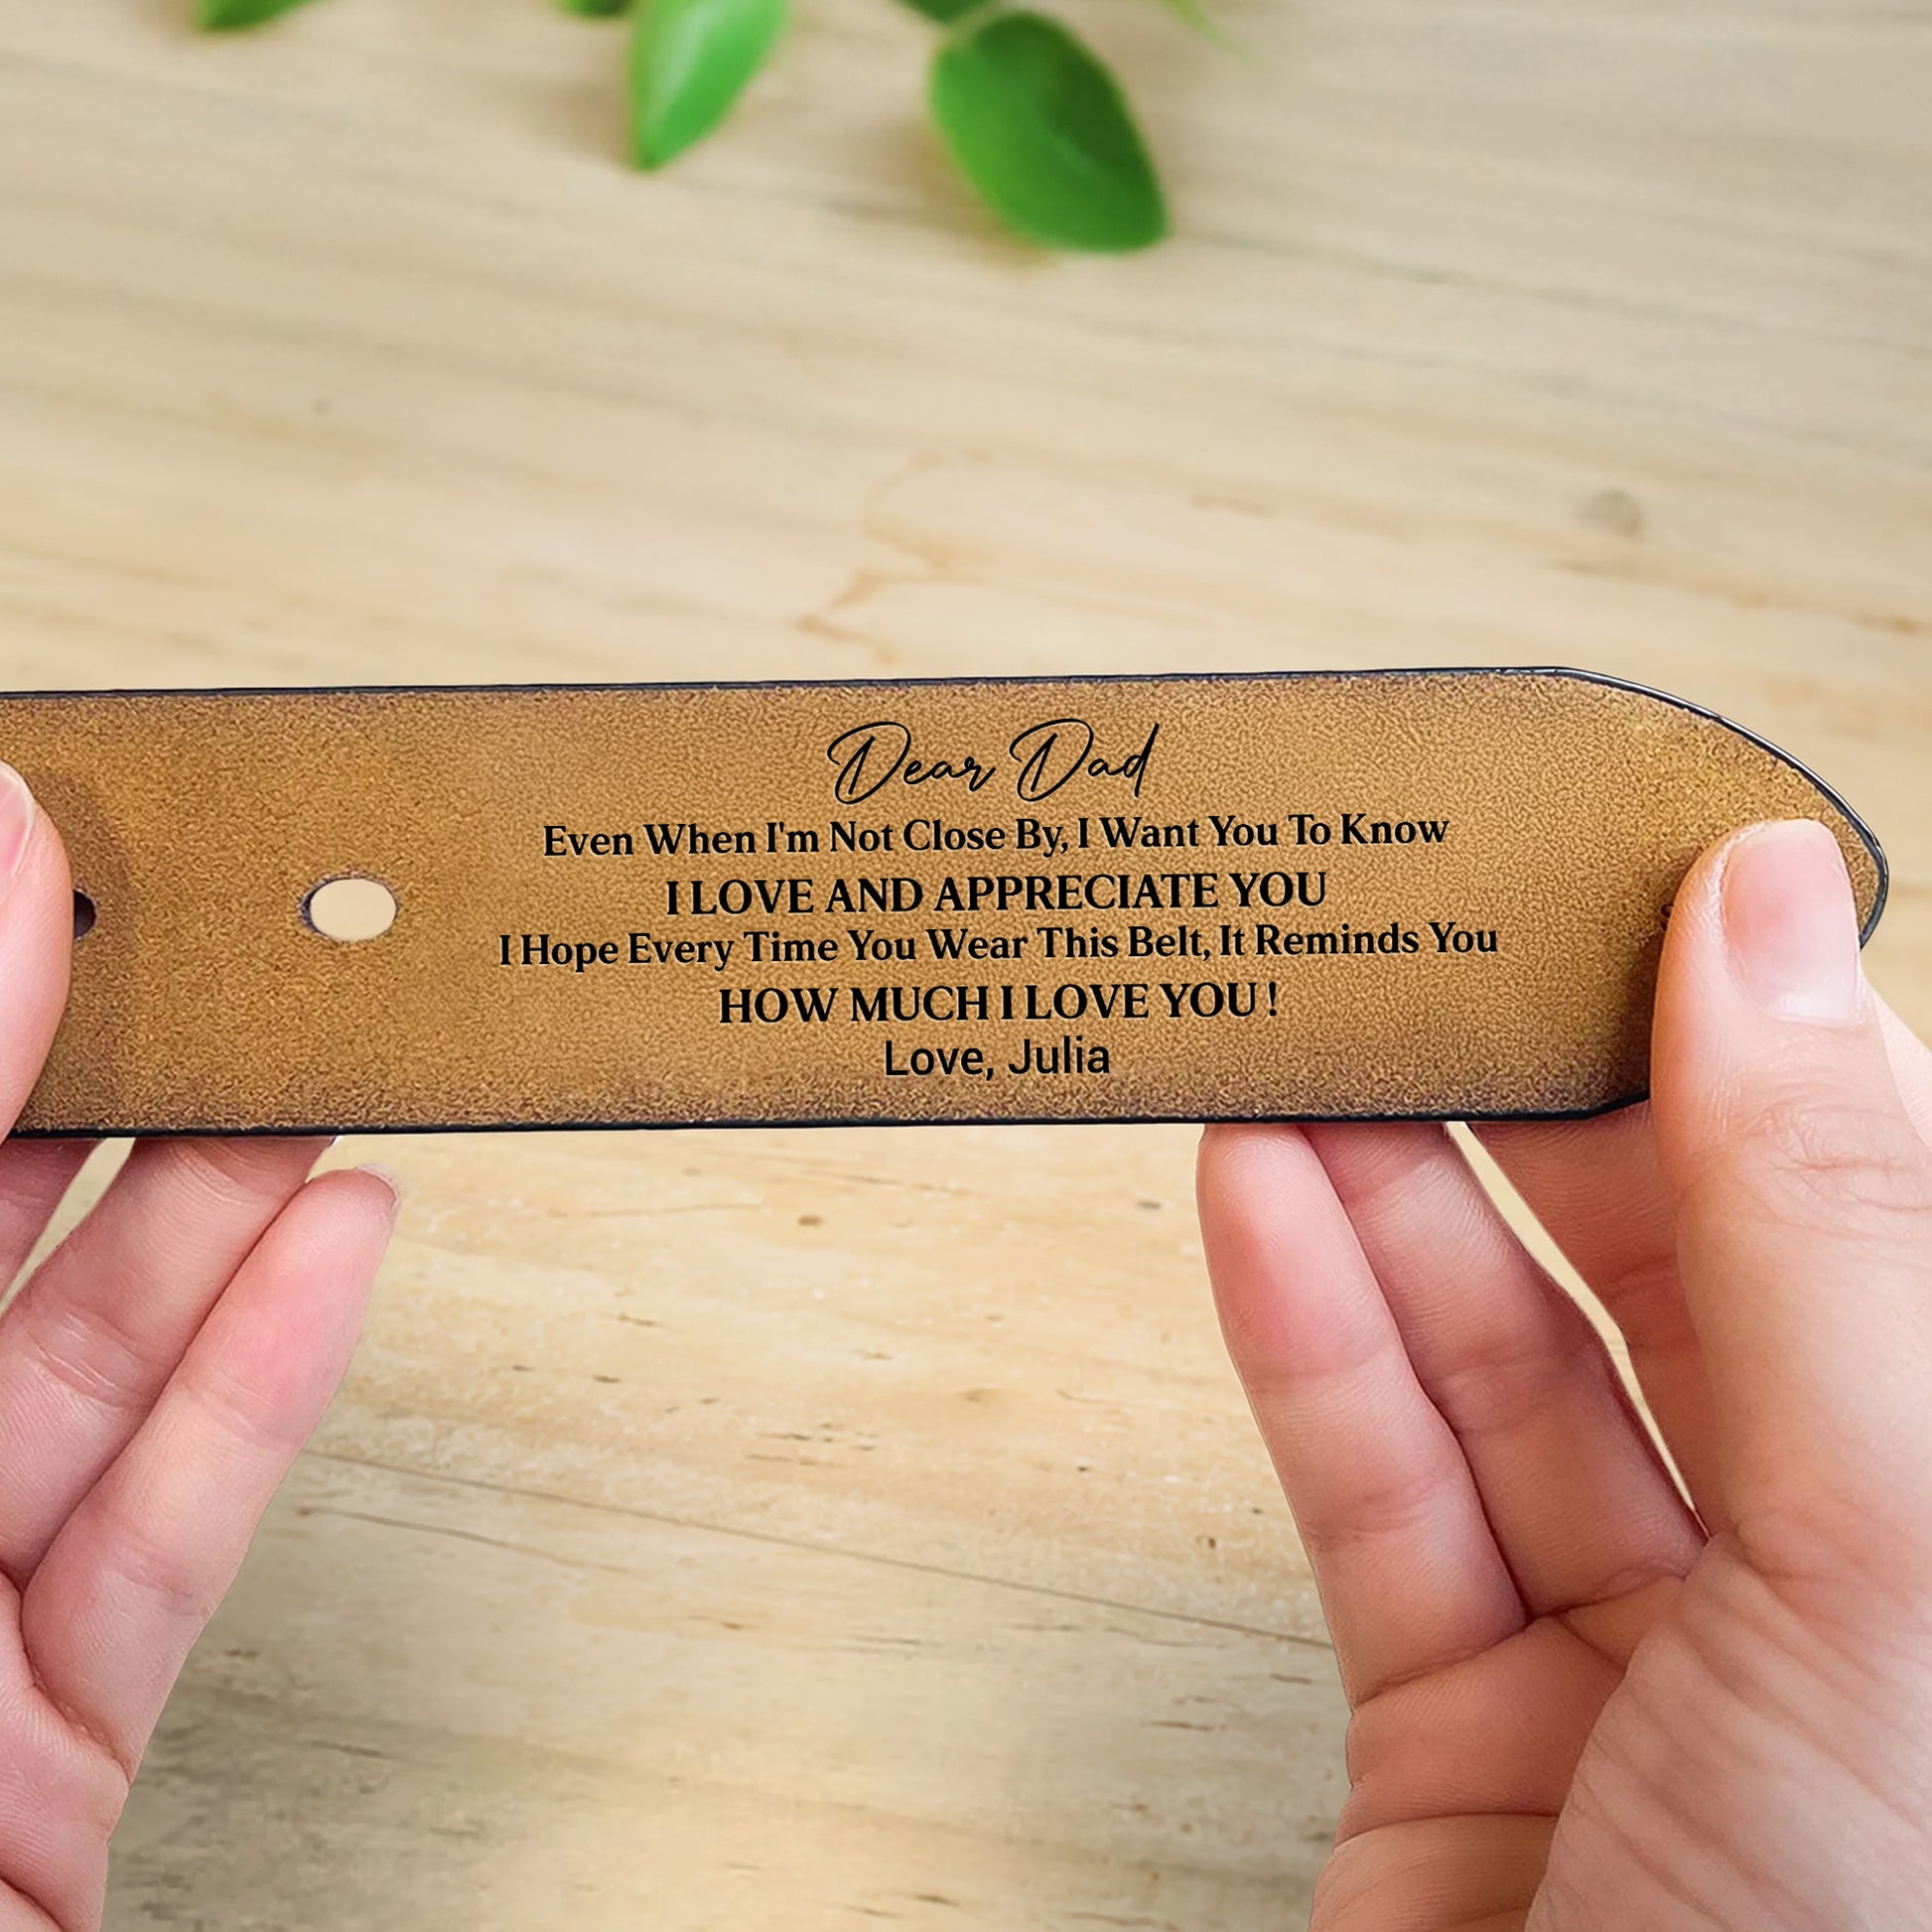 Dear Dad
Even When I'm Not Close By, I Want You To Know
I LOVE AND APPRECIATE YOU
I Hope Every Time You Wear This Belt, It Reminds You
HOW MUCH I LOVE YOU!
Love, Julia